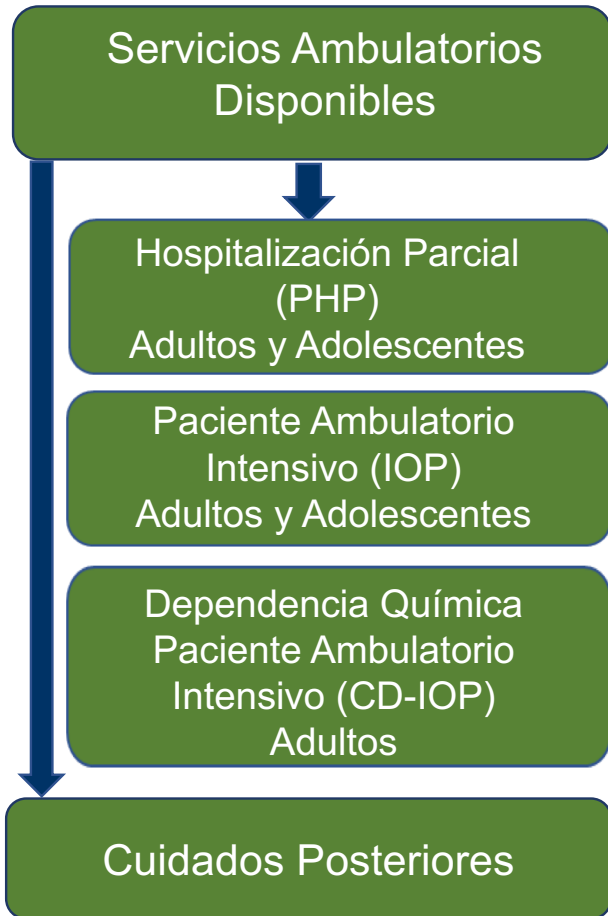 Servicios Ambulatorios
Disponibles
Hospitalización Parcial
(PHP)
Adultos y Adolescentes
Paciente Ambulatorio
Intensivo (IOP)
Adultos y Adolescentes
Dependencia Química
Paciente Ambulatorio
Intensivo (CD-IOP)
Adultos
Cuidados Posteriores